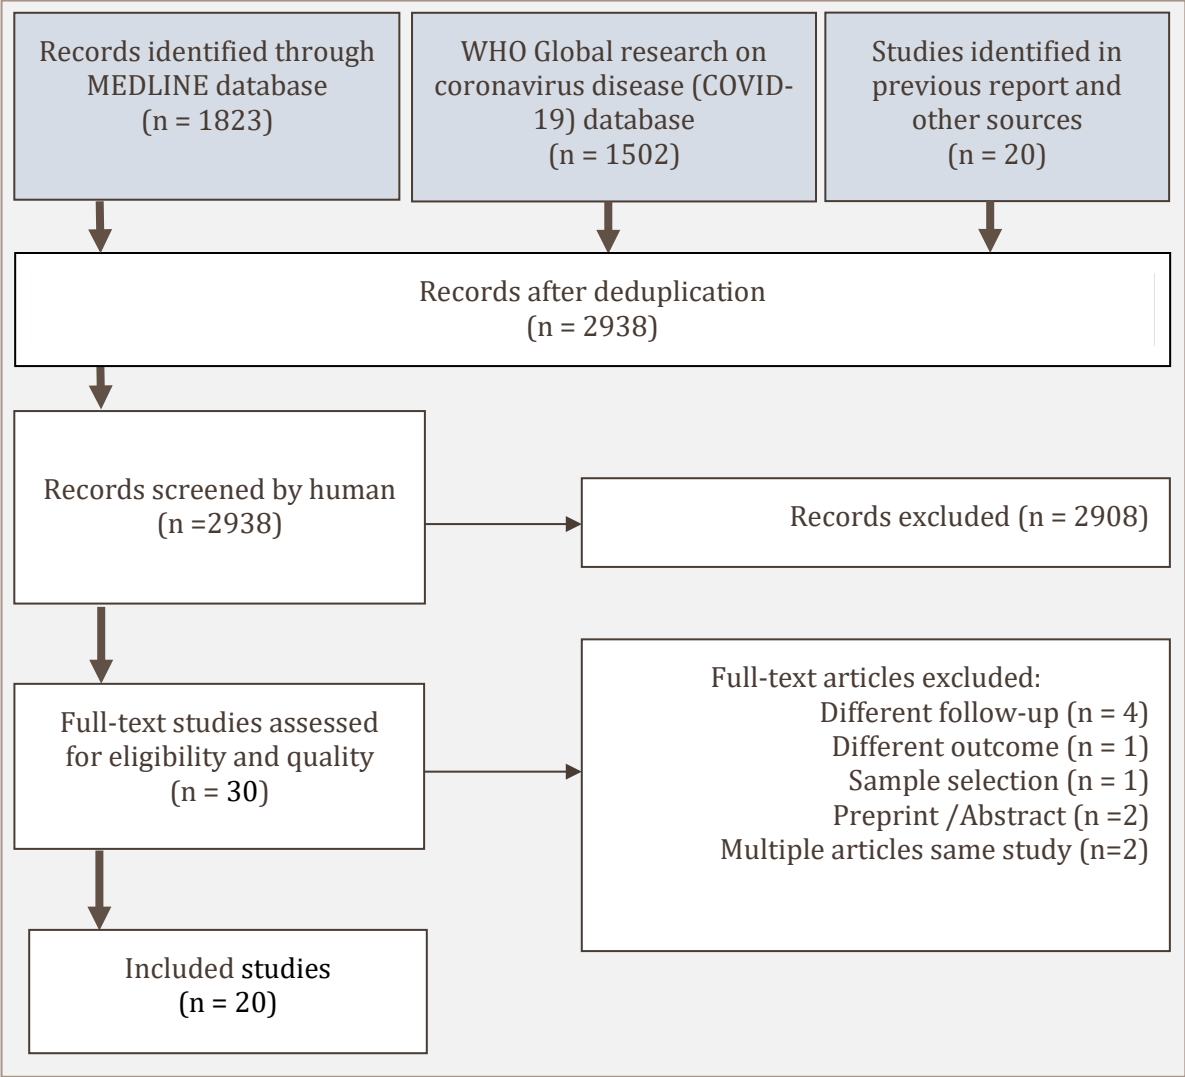 Records identified through
MEDLINE database
(n = 1823)
WHO Global research on
coronavirus disease (COVID-
19) database
(n = 1502)
Studies identified in
previous report and
other sources
(n = 20)
Records after deduplication
(n = 2938)
Records screened by human
(n =2938)
Records excluded (n = 2908)
Full-text studies assessed
for eligibility and quality
(n = 30)
Full-text articles excluded:
Different follow-up (n = 4)
Different outcome (n = 1)
Sample selection (n = 1)
Preprint /Abstract (n =2)
Multiple articles same study (n=2)
Included studies
(n = 20)